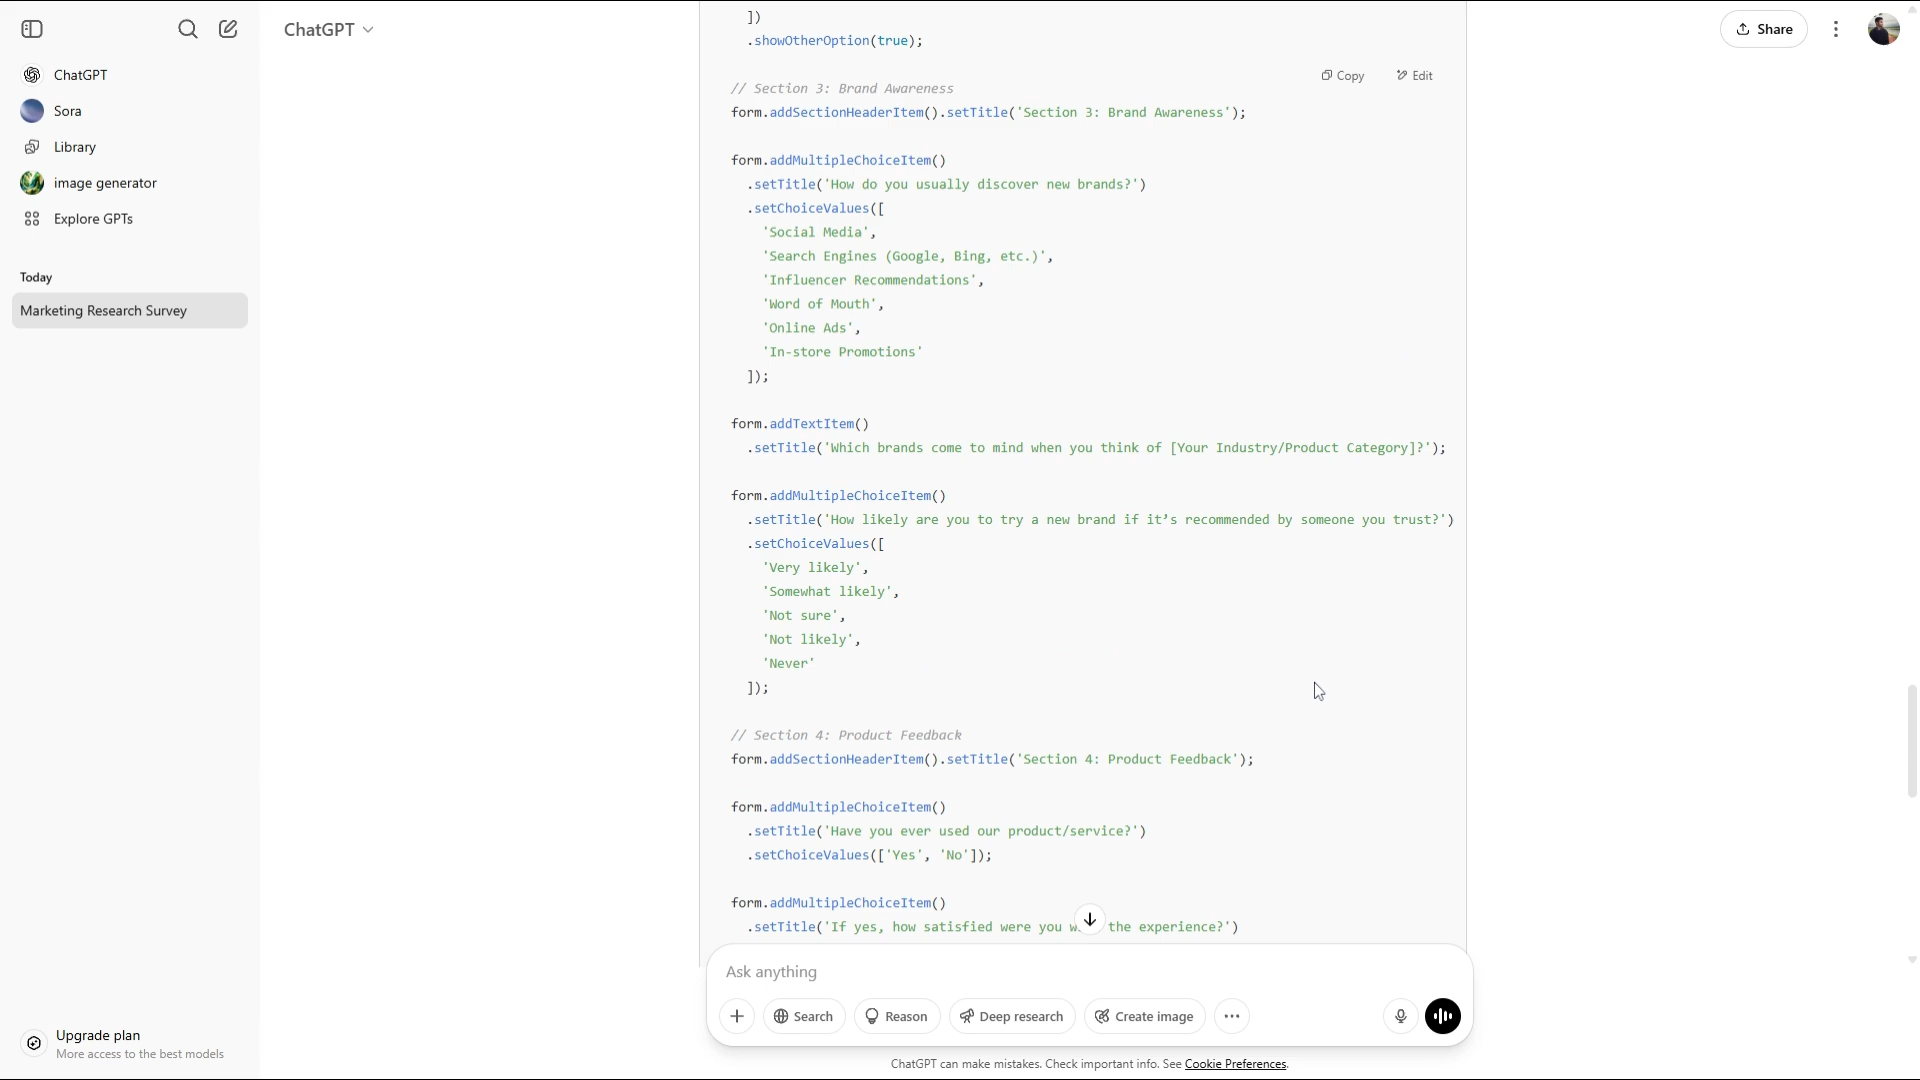 ChatGPT
Share
ChatGPT
Sora
Library
image generator
Explore GPTs
Today
Marketing Research Survey
Upgrade plan
More access to the best models
])
.showOtherOption(true);
Copy
Edit
// Section 3: Brand Awareness
form.addSectionHeaderItem().setTitle('Section 3: Brand Awareness');
form.addMultipleChoiceItem()
.setTitle('How do you usually discover new brands?')
.setChoiceValues([
'Social Media',
'Search Engines (Google, Bing, etc.)',
'Influencer Recommendations',
'Word of Mouth',
'Online Ads',
'In-store Promotions'
]);
form.addTextItem()
.setTitle('Which brands come to mind when you think of [Your Industry/Product Category]?');
form.addMultipleChoiceItem()
.setTitle('How likely are you to try a new brand if it’s recommended by someone you trust?')
.setChoiceValues([
'Very likely',
'Somewhat likely',
'Not sure',
'Not likely',
'Never'
]);
// Section 4: Product Feedback
form.addSectionHeaderItem().setTitle('Section 4: Product Feedback');
form.addMultipleChoiceItem()
.setTitle('Have you ever used our product/service?')
.setChoiceValues(['Yes', 'No']);
form.addMultipleChoiceItem()
.setTitle('If yes, how satisfied were you the experience?')
Ask anything
Search
Reason
Deep research
Create image
ChatGPT can make mistakes. Check important info. See Cookie Preferences.